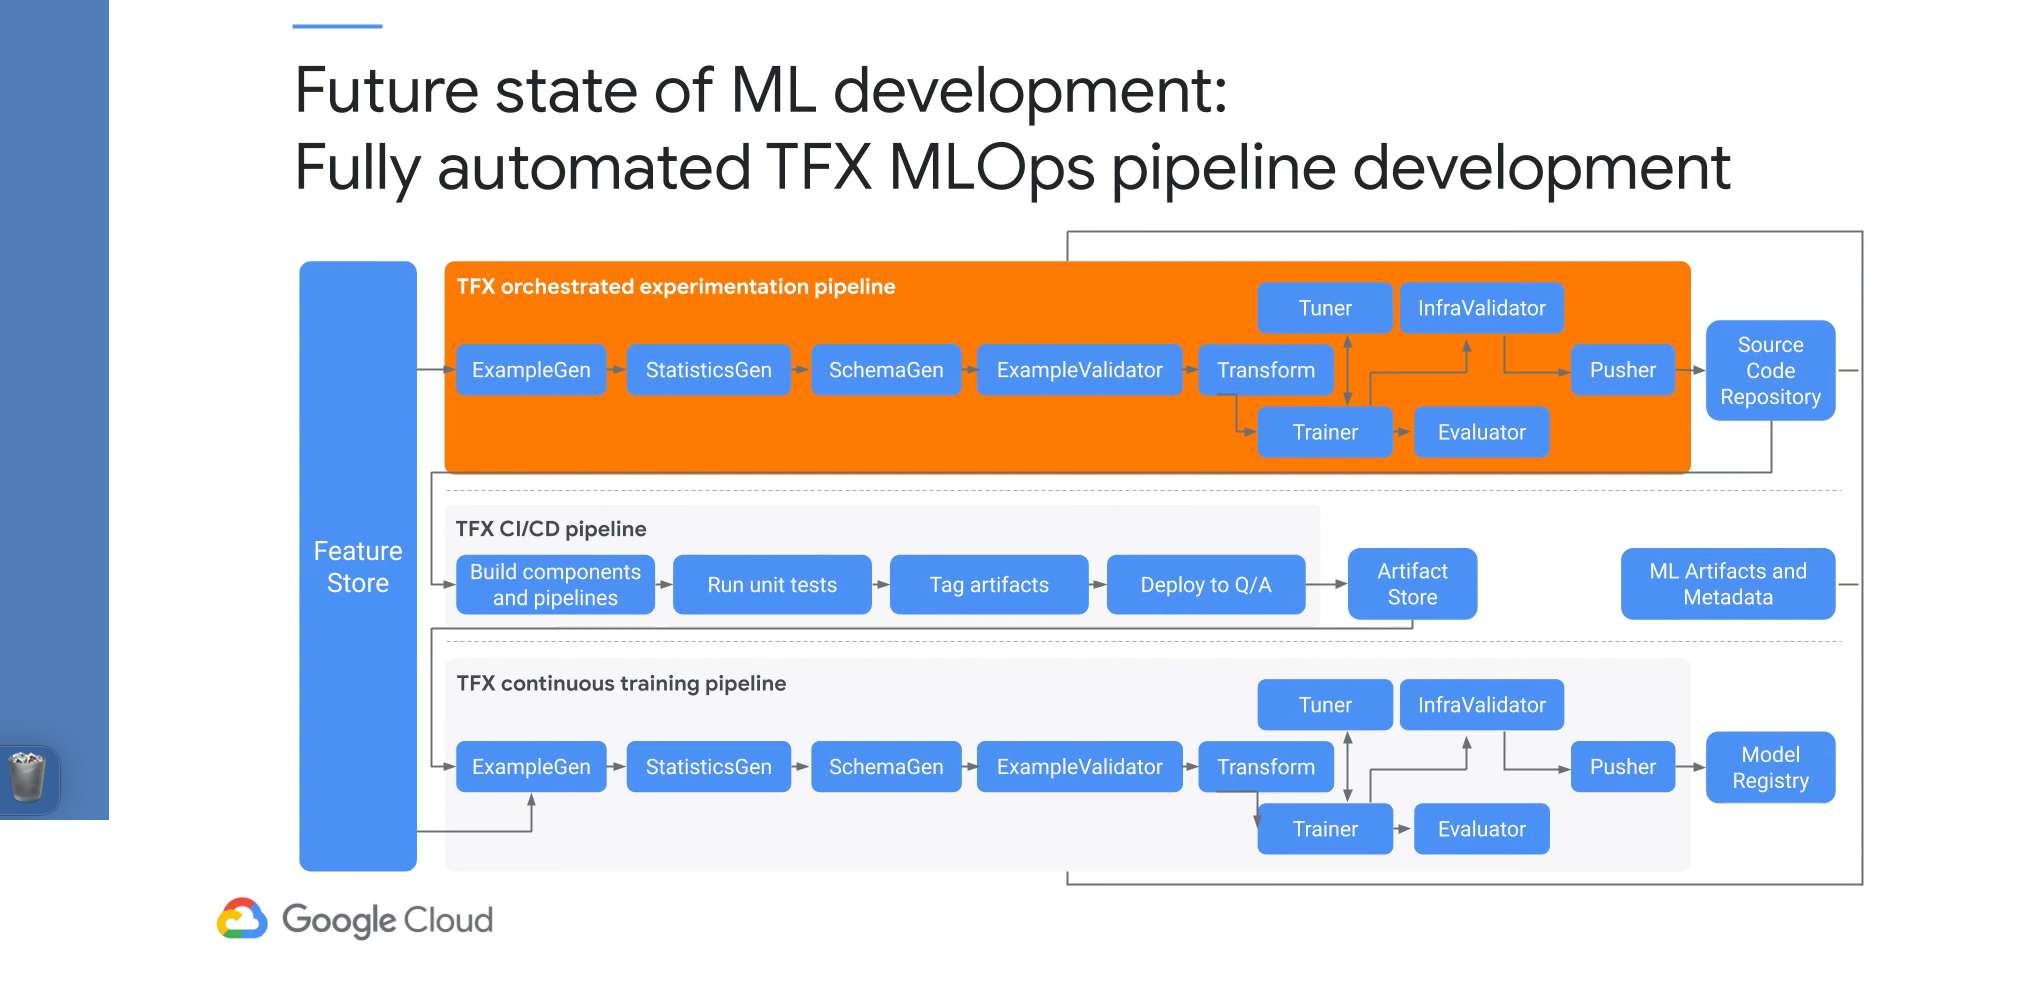 Future state of ML development:
Fully automated TFX MLOps pipeline development
Feature
Store
TFX orchestrated experimentation pipeline
Tuner
InfraValidator
ExampleGen
StatisticsGen
SchemaGen
ExampleValidator
Transform
Pusher
Trainer
Evaluator
Source
Code
Repository
TFX CI/CD pipeline
Build components
and pipelines
Run unit tests
Tag artifacts
Deploy to Q/A
Artifact
Store
ML Artifacts and
Metadata
TFX continuous training pipeline
Tuner
InfraValidator
ExampleGen
StatisticsGen
SchemaGen
ExampleValidator
Transform
Pusher
Trainer
Evaluator
Model
Registry
Google Cloud